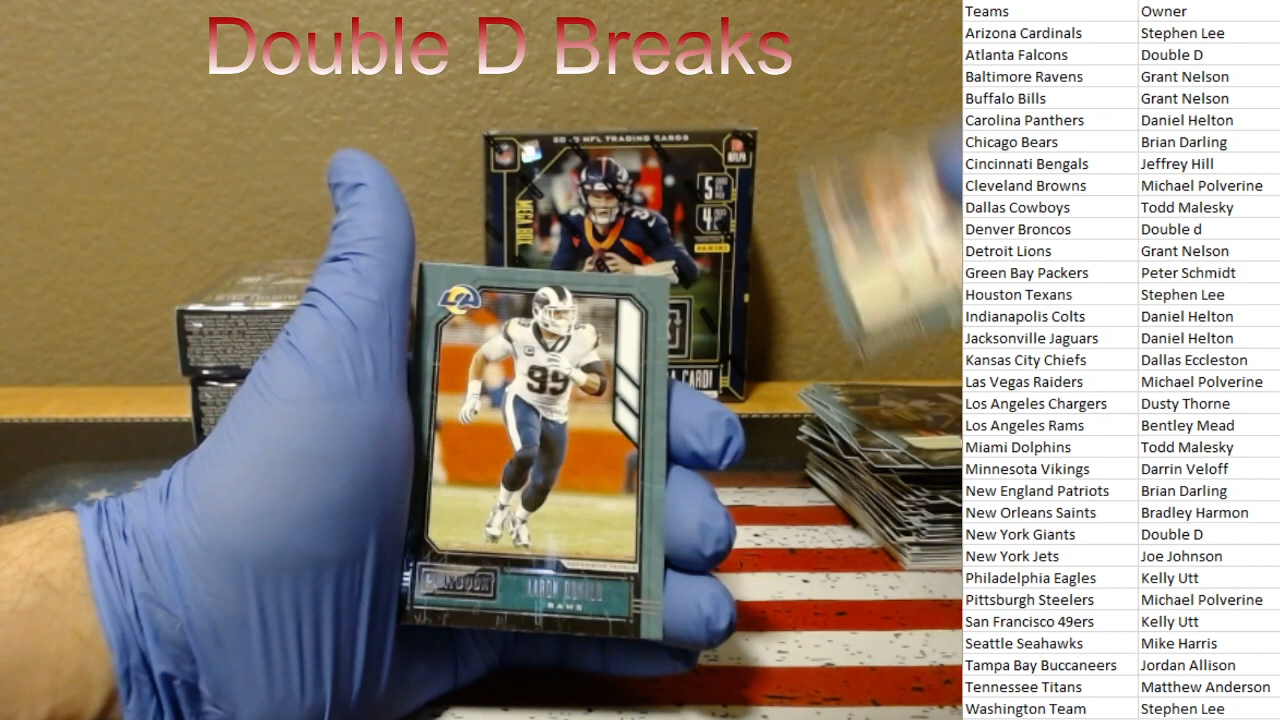 Double D Breaks
NFL TRADING CARDS
NFLPA
5
4
MEGA BOX
PANINI
LA
99
AARON DONALD
RAMS
Teams Owner
Arizona Cardinals Stephen Lee
Atlanta Falcons Double D
Baltimore Ravens Grant Nelson
Buffalo Bills Grant Nelson
Carolina Panthers Daniel Helton
Chicago Bears Brian Darling
Cincinnati Bengals Jeffrey Hill
Cleveland Browns Michael Polverine
Dallas Cowboys Todd Malesky
Denver Broncos Double d
Detroit Lions Grant Nelson
Green Bay Packers Peter Schmidt
Houston Texans Stephen Lee
Indianapolis Colts Daniel Helton
Jacksonville Jaguars Daniel Helton
Kansas City Chiefs Dallas Eccleston
Las Vegas Raiders Michael Polverine
Los Angeles Chargers Dusty Thorne
Los Angeles Rams Bentley Mead
Miami Dolphins Todd Malesky
Minnesota Vikings Darrin Veloff
New England Patriots Brian Darling
New Orleans Saints Bradley Harmon
New York Giants Double D
New York Jets Joe Johnson
Philadelphia Eagles Kelly Utt
Pittsburgh Steelers Michael Polverine
San Francisco 49ers Kelly Utt
Seattle Seahawks Mike Harris
Tampa Bay Buccaneers Jordan Allison
Tennessee Titans Matthew Anderson
Washington Team Stephen Lee